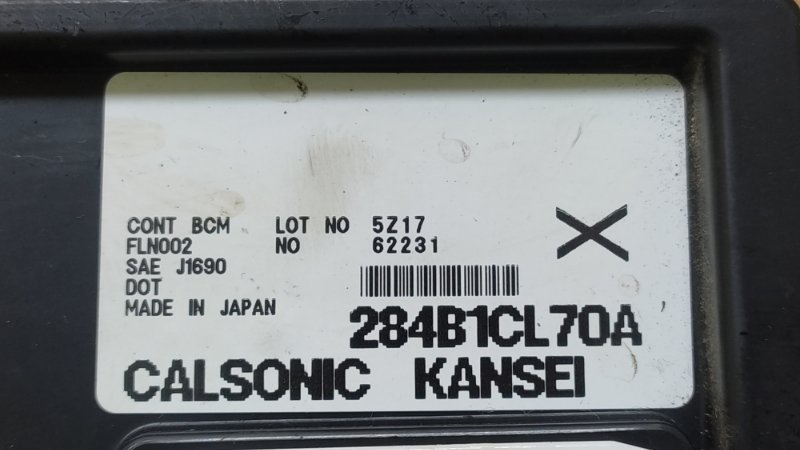 CONT BCM LOT NO 5Z17
FLN002 NO 62231
SAE J1690
DOT
MADE IN JAPAN
284B1CL70A
CALSONIC KANSEI